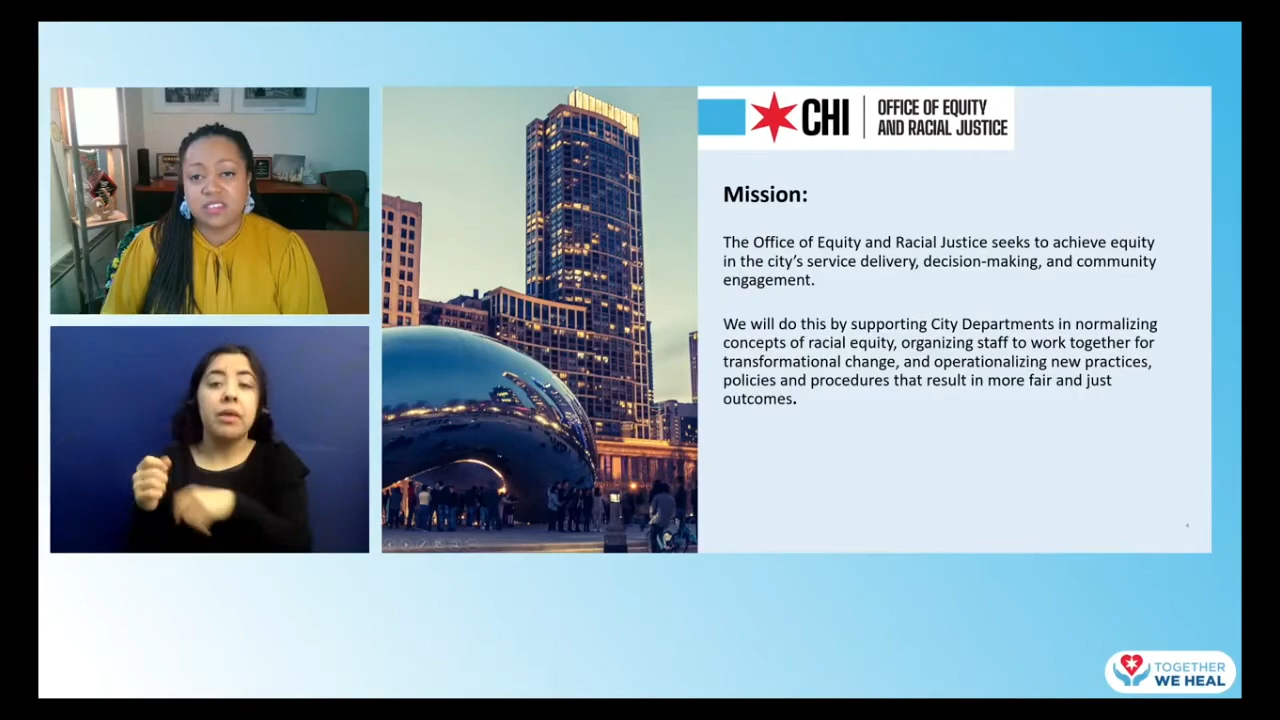 CHI
OFFICE OF EQUITY
AND RACIAL JUSTICE
Mission:
The Office of Equity and Racial Justice seeks to achieve equity
in the city’s service delivery, decision-making, and community
engagement.
We will do this by supporting City Departments in normalizing
concepts of racial equity, organizing staff to work together for
transformational change, and operationalizing new practices,
policies and procedures that result in more fair and just
outcomes.
4
TOGETHER
WE HEAL